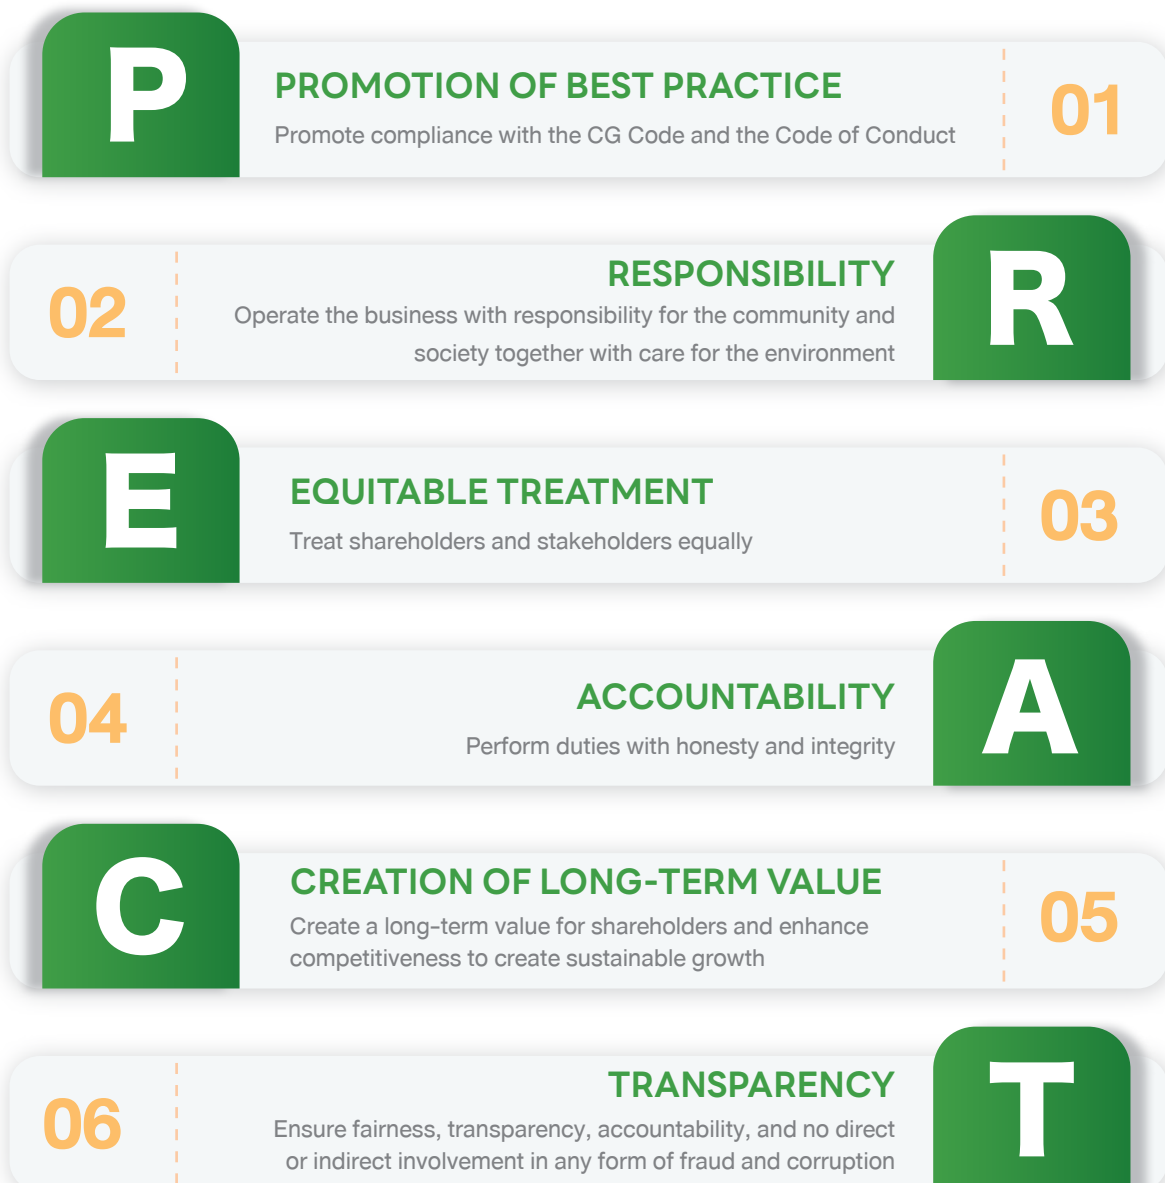 P
PROMOTION OF BEST PRACTICE
Promote compliance with the CG Code and the Code of Conduct
01
02
RESPONSIBILITY
Operate the business with responsibility for the community and
society together with care for the environment
R
E
EQUITABLE TREATMENT
Treat shareholders and stakeholders equally
03
04
ACCOUNTABILITY
Perform duties with honesty and integrity
A
C
CREATION OF LONG-TERM VALUE
Create a long-term value for shareholders and enhance
competitiveness to create sustainable growth
05
06
TRANSPARENCY
Ensure fairness, transparency, accountability, and no direct
or indirect involvement in any form of fraud and corruption
T